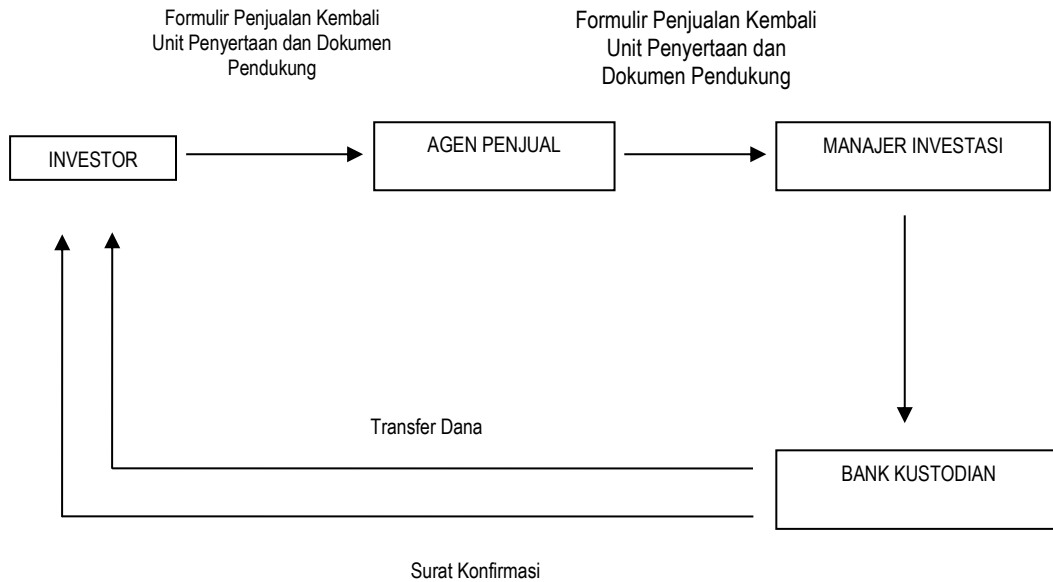 Formulir Penjualan Kembali
Unit Penyertaan dan Dokumen
Pendukung
Formulir Penjualan Kembali
Unit Penyertaan dan
Dokumen Pendukung
INVESTOR
AGEN PENJUAL
MANAJER INVESTASI
Transfer Dana
BANK KUSTODIAN
Surat Konfirmasi